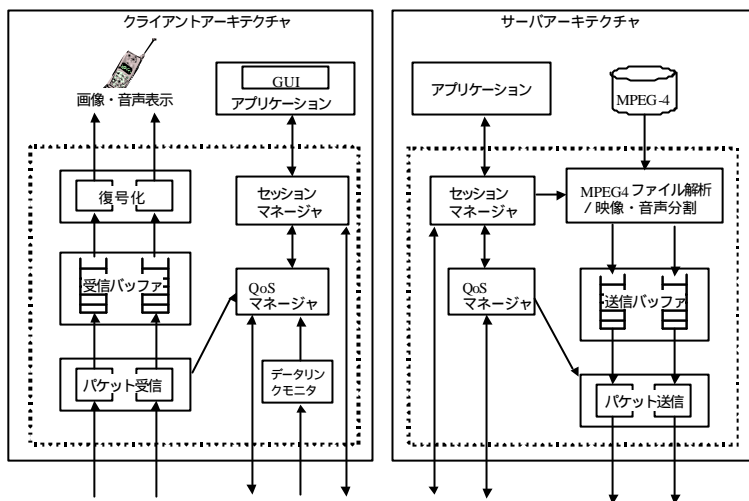 クライアントアーキテクチャ
画像・音声表示
GUI
アプリケーション
復号化
セッション
マネージャ
受信バッファ
QoS
マネージャ
パケット受信
データリン
クモニタ
サーバアーキテクチャ
アプリケーション
MPEG-4
セッション
マネージャ
MPEG4 ファイル解析
/ 映像・音声分割
QoS
マネージャ
送信バッファ
パケット送信